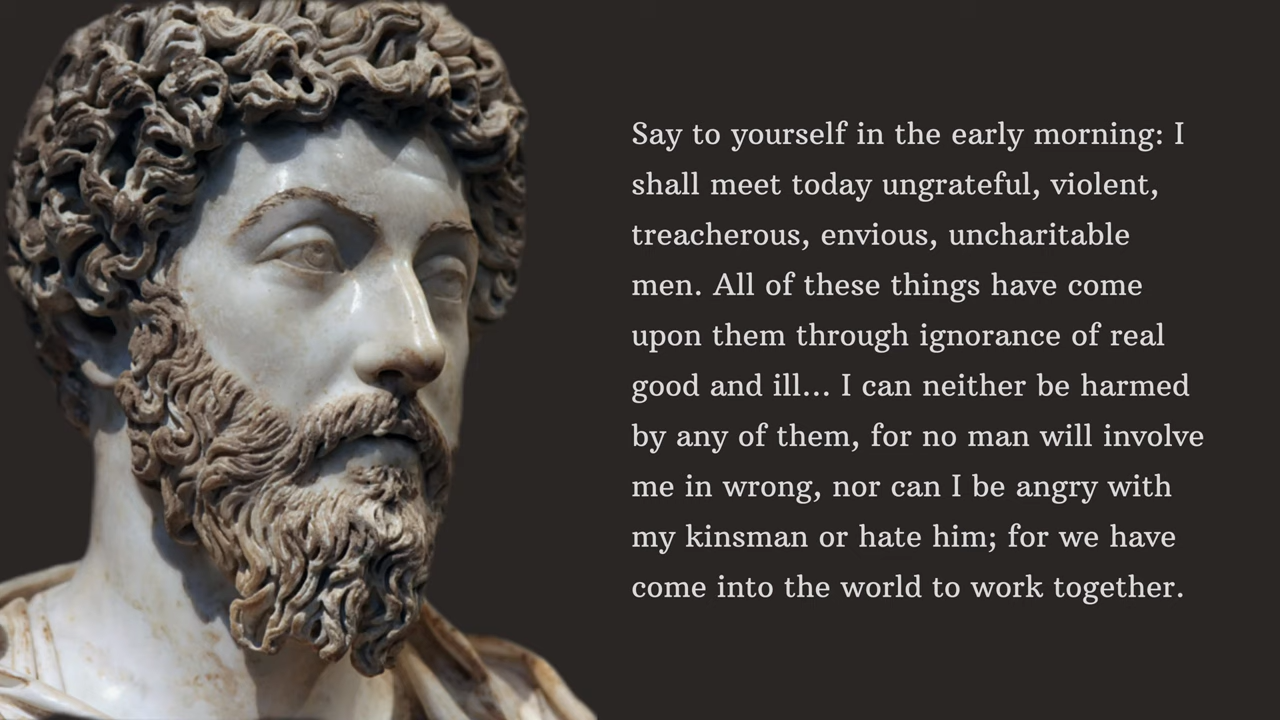 Say to yourself in the early morning: I
shall meet today ungrateful, violent,
treacherous, envious, uncharitable
men. All of these things have come
upon them through ignorance of real
good and ill... I can neither be harmed
by any of them, for no man will involve
me in wrong, nor can I be angry with
my kinsman or hate him; for we have
come into the world to work together.